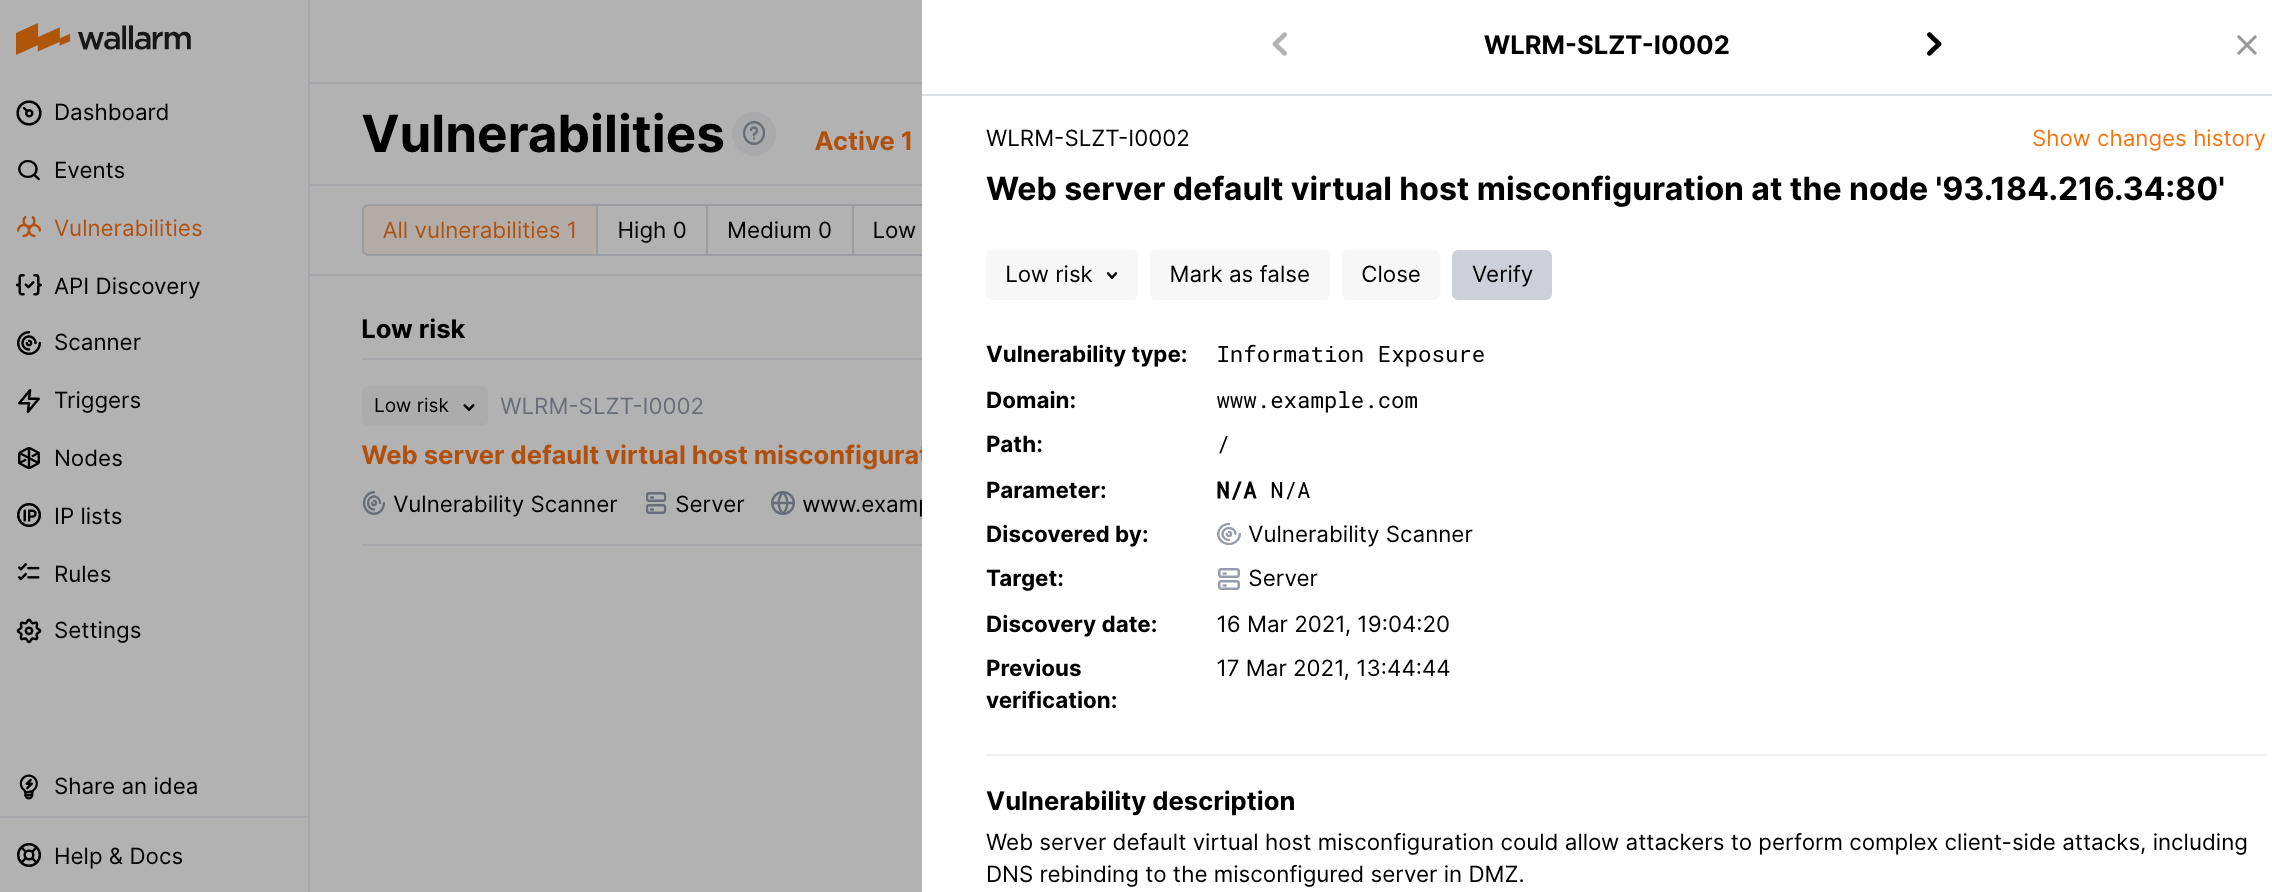 wallarm
Dashboard
Events
Vulnerabilities
API Discovery
Scanner
Triggers
Nodes
IP lists
Rules
Settings
Share an idea
Help & Docs
Vulnerabilities ? Active 1
All vulnerabilities 1 High 0 Medium 0 Low
Low risk
Low risk WLRM-SLZT-I0002
Web server default virtual host misconfigurat
Vulnerability Scanner Server www.examp
WLRM-SLZT-I0002
WLRM-SLZT-I0002 Show changes history
Web server default virtual host misconfiguration at the node '93.184.216.34:80'
Low risk Mark as false Close Verify
Vulnerability type: Information Exposure
Domain: www.example.com
Path: /
Parameter: N/A N/A
Discovered by: Vulnerability Scanner
Target: Server
Discovery date: 16 Mar 2021, 19:04:20
Previous 17 Mar 2021, 13:44:44
verification:
Vulnerability description
Web server default virtual host misconfiguration could allow attackers to perform complex client-side attacks, including
DNS rebinding to the misconfigured server in DMZ.